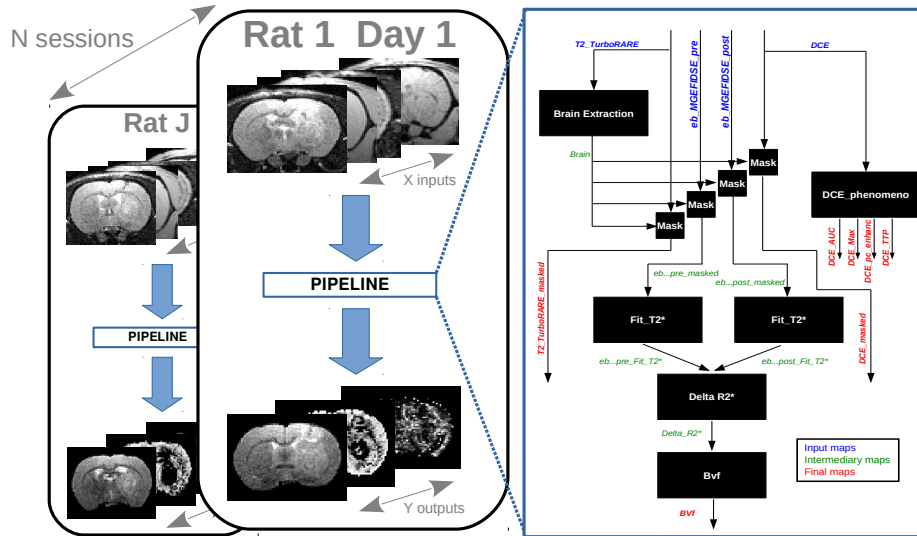 N sessions
Rat 1 Day 1
Rat J
X inputs
PIPELINE
PIPELINE
Y outputs
T2_TurboRARE
eb_MGEFIDSE_pre
eb_MGEFIDSE_post
DCE
Brain Extraction
Brain
Mask
Mask
Mask
Mask
DCE_phenomeno
DCE_AUC
DCE_Max
DCE_pc_enhanc
DCE_TTP
T2_TurboRARE_masked
eb...pre_masked
eb...post_masked
DCE_masked
Fit_T2*
Fit_T2*
eb...pre_Fit_T2*
eb...post_Fit_T2*
Delta R2*
Delta_R2*
Bvf
BVf
Input maps
Intermediary maps
Final maps